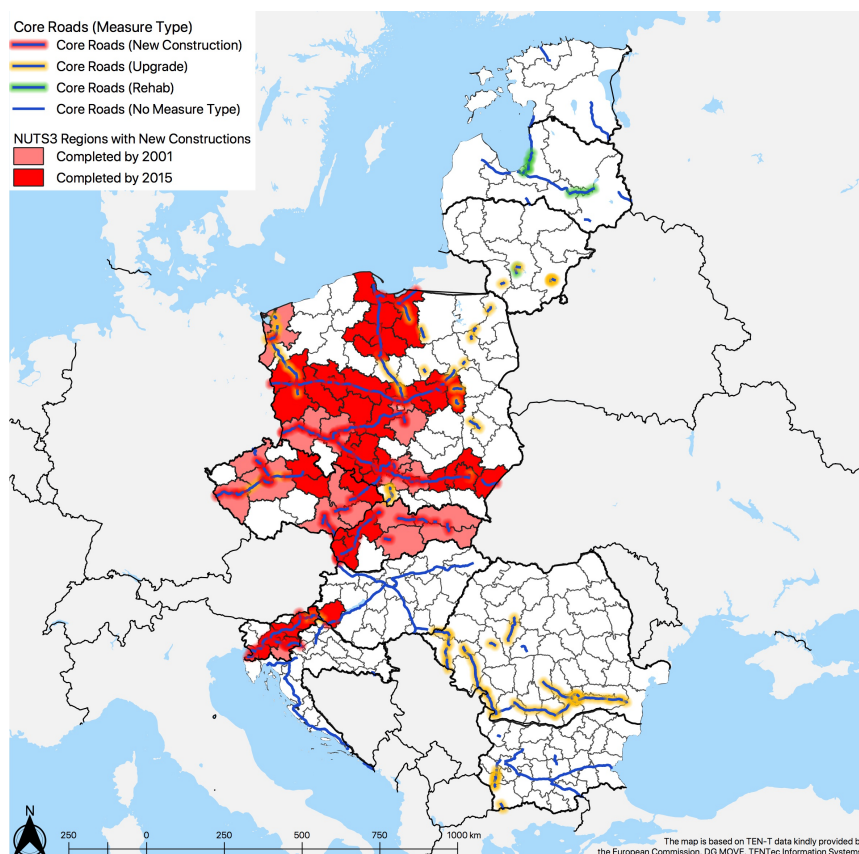 Core Roads (Measure Type)
Core Roads (New Construction)
Core Roads (Upgrade)
Core Roads (Rehab)
Core Roads (No Measure Type)
NUTS3 Regions with New Constructions
Completed by 2001
Completed by 2015
N
250 0 250 500 750 1000 km
The map is based on TEN-T data kindly provided by
the European Commission, DG MOVE, TENTec Information Systems